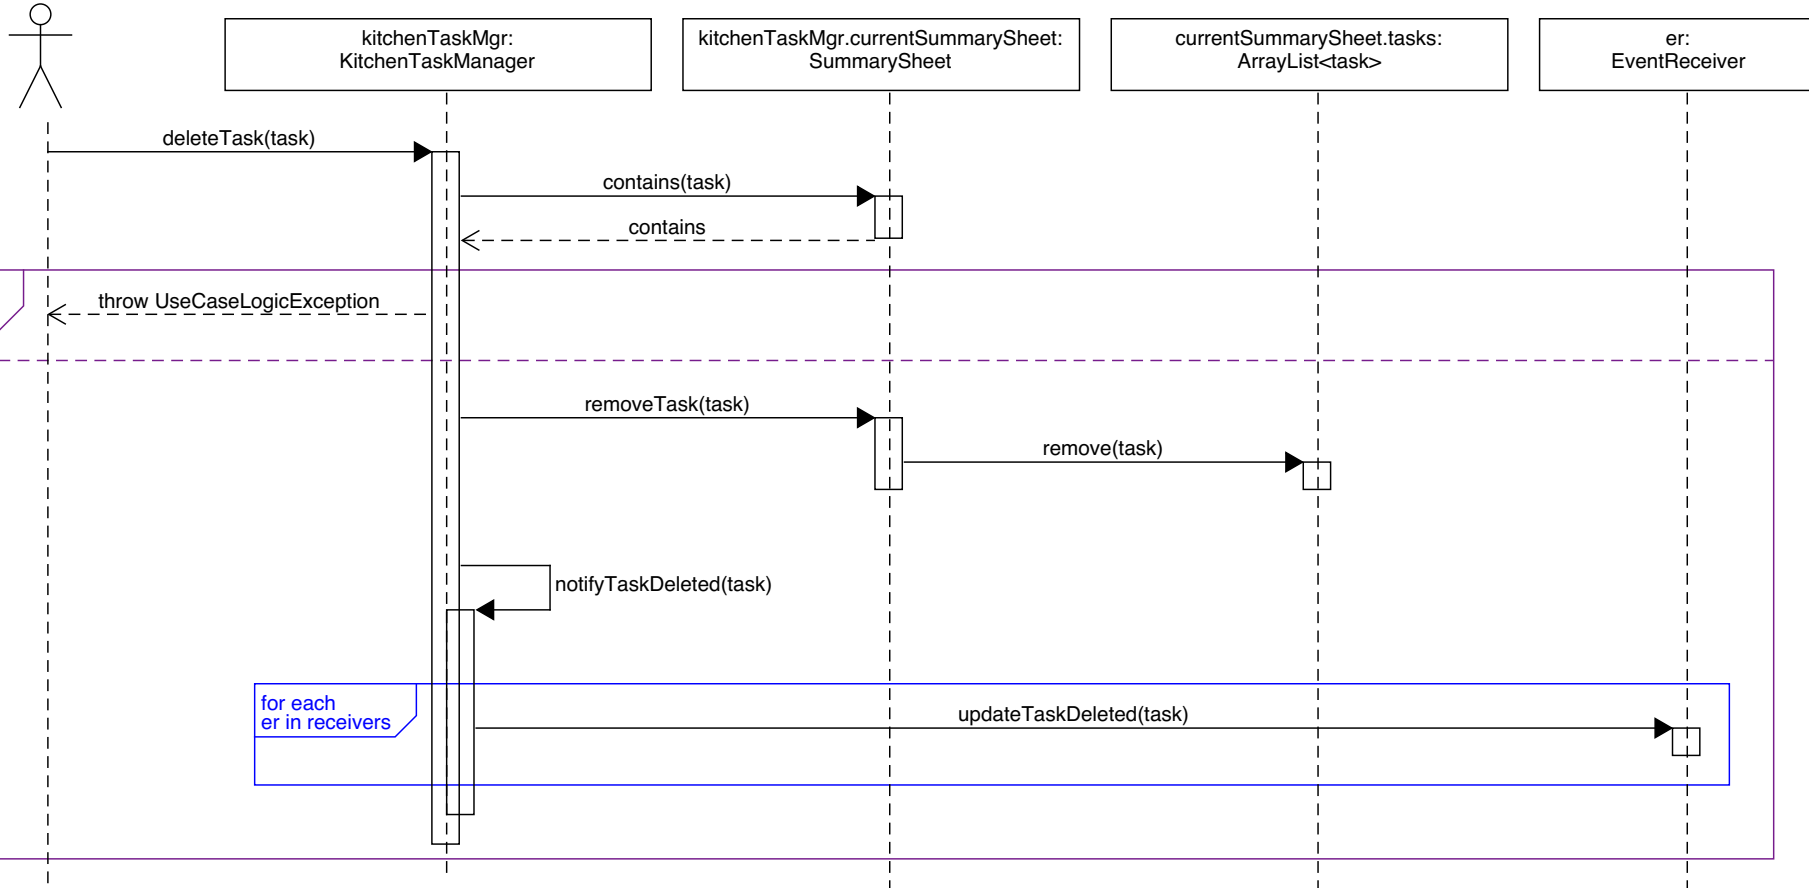 kitchenTaskMgr:
KitchenTaskManager
kitchenTaskMgr.currentSummarySheet:
SummarySheet
currentSummarySheet.tasks:
ArrayList<task>
er:
EventReceiver
deleteTask(task)
contains(task)
contains
throw UseCaseLogicException
removeTask(task)
remove(task)
notifyTaskDeleted(task)
for each
er in receivers
updateTaskDeleted(task)